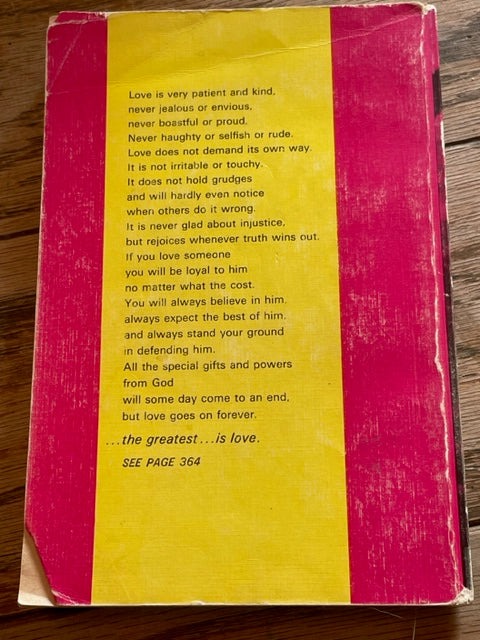 Love is very patient and kind,
never jealous or envious,
never boastful or proud,
Never haughty or selfish or rude.
Love does not demand its own way.
It is not irritable or touchy.
It does not hold grudges
and will hardly even notice
when others do it wrong.
It is never glad about injustice,
but rejoices whenever truth wins out.
If you love someone
you will be loyal to him
no matter what the cost.
You will always believe in him,
always expect the best of him,
and always stand your ground
in defending him.
All the special gifts and powers
from God
will some day come to an end,
but love goes on forever.
...the greatest...is love.
SEE PAGE 364